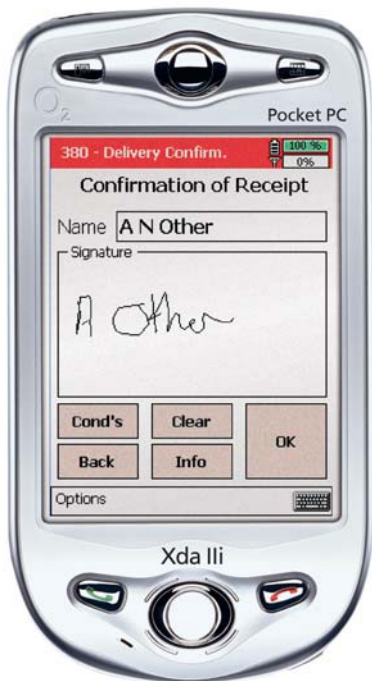 O2
Pocket PC
380 - Delivery Confirm. 100 %
0%
Confirmation of Receipt
Name A N Other
Signature
A Other
Cond's Clear OK
Back Info
Options
Xda IIi